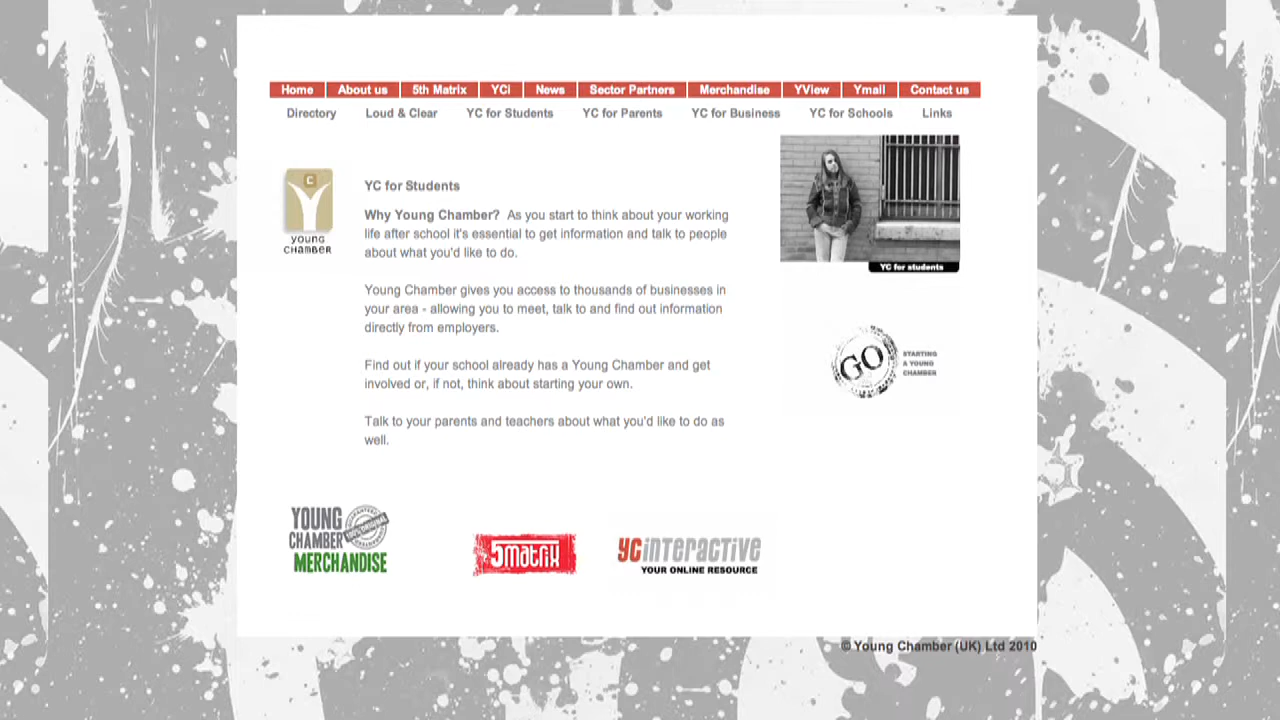 Home About us 5th Matrix YCi News Sector Partners Merchandise YView Ymail Contact us
Directory Loud & Clear YC for Students YC for Parents YC for Business YC for Schools Links
C
YOUNG
CHAMBER
YC for Students
Why Young Chamber? As you start to think about your working
life after school it's essential to get information and talk to people
about what you'd like to do.
Young Chamber gives you access to thousands of businesses in
your area - allowing you to meet, talk to and find out information
directly from employers.
Find out if your school already has a Young Chamber and get
involved or, if not, think about starting your own.
Talk to your parents and teachers about what you'd like to do as
well.
YC for students
GO
STARTING
A YOUNG
CHAMBER
YOUNG
CHAMBER
100% ORIGINAL
MERCHANDISE
5matrix
YCinteractive
YOUR ONLINE RESOURCE
© Young Chamber (UK) Ltd 2010